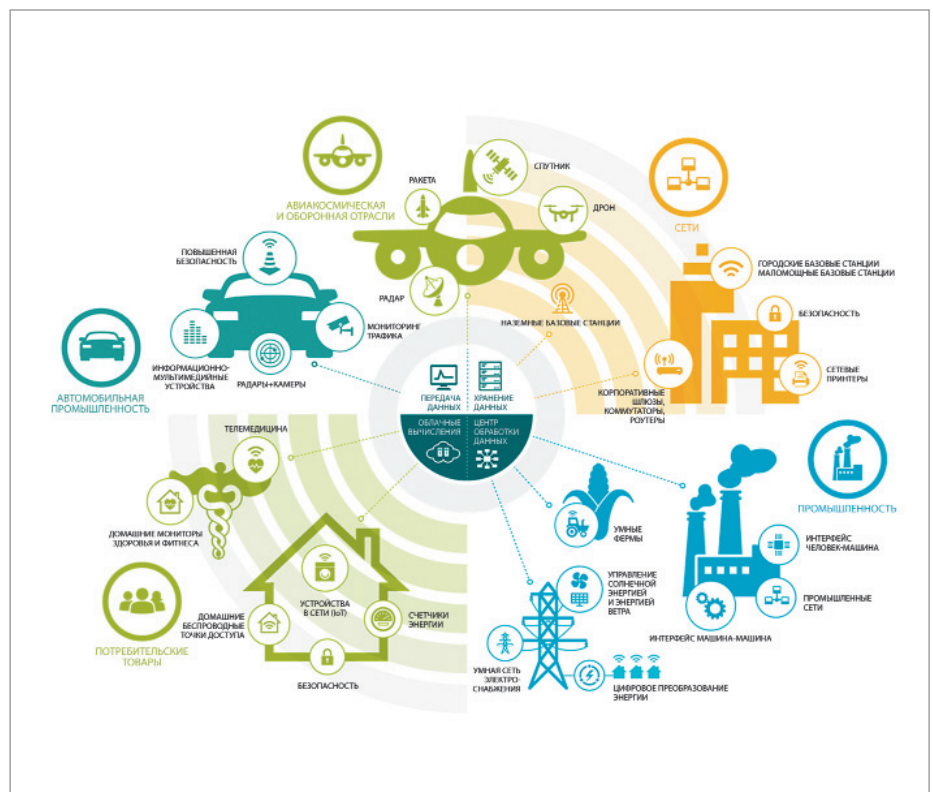 АВИАКОСМИЧЕСКАЯ
И ОБОРОННАЯ ОТРАСЛИ
РАКЕТА
СПУТНИК
ДРОН
РАДАР
СЕТИ
ГОРОДСКИЕ БАЗОВЫЕ СТАНЦИИ
МАЛОМОЩНЫЕ БАЗОВЫЕ СТАНЦИИ
БЕЗОПАСНОСТЬ
НАЗЕМНЫЕ БАЗОВЫЕ СТАНЦИИ
СЕТЕВЫЕ
ПРИНТЕРЫ
КОРПОРАТИВНЫЕ
ШЛЮЗЫ,
КОММУТАТОРЫ,
РОУТЕРЫ
ПОВЫШЕННАЯ
БЕЗОПАСНОСТЬ
МОНИТОРИНГ
ТРАФИКА
ИНФОРМАЦИОННО-
МУЛЬТИМЕДИЙНЫЕ
УСТРОЙСТВА
РАДАРЫ+КАМЕРЫ
АВТОМОБИЛЬНАЯ
ПРОМЫШЛЕННОСТЬ
ПЕРЕДАЧА
ДАННЫХ
ХРАНЕНИЕ
ДАННЫХ
ОБЛАЧНЫЕ
ВЫЧИСЛЕНИЯ
ЦЕНТР
ОБРАБОТКИ
ДАННЫХ
ТЕЛЕМЕДИЦИНА
ДОМАШНИЕ МОНИТОРЫ
ЗДОРОВЬЯ И ФИТНЕСА
ПОТРЕБИТЕЛЬСКИЕ
ТОВАРЫ
ДОМАШНИЕ
БЕСПРОВОДНЫЕ
ТОЧКИ ДОСТУПА
УСТРОЙСТВА
В СЕТИ (IoT)
СЧЕТЧИКИ
ЭНЕРГИИ
БЕЗОПАСНОСТЬ
ПРОМЫШЛЕННОСТЬ
УМНЫЕ
ФЕРМЫ
ИНТЕРФЕЙС
ЧЕЛОВЕК-МАШИНА
ПРОМЫШЛЕННЫЕ
СЕТИ
ИНТЕРФЕЙС МАШИНА-МАШИНА
УПРАВЛЕНИЕ
СОЛНЕЧНОЙ
ЭНЕРГИЕЙ
И ЭНЕРГИЕЙ
ВЕТРА
УМНАЯ СЕТЬ
ЭЛЕКТРО-
СНАБЖЕНИЯ
ЦИФРОВОЕ ПРЕОБРАЗОВАНИЕ
ЭНЕРГИИ